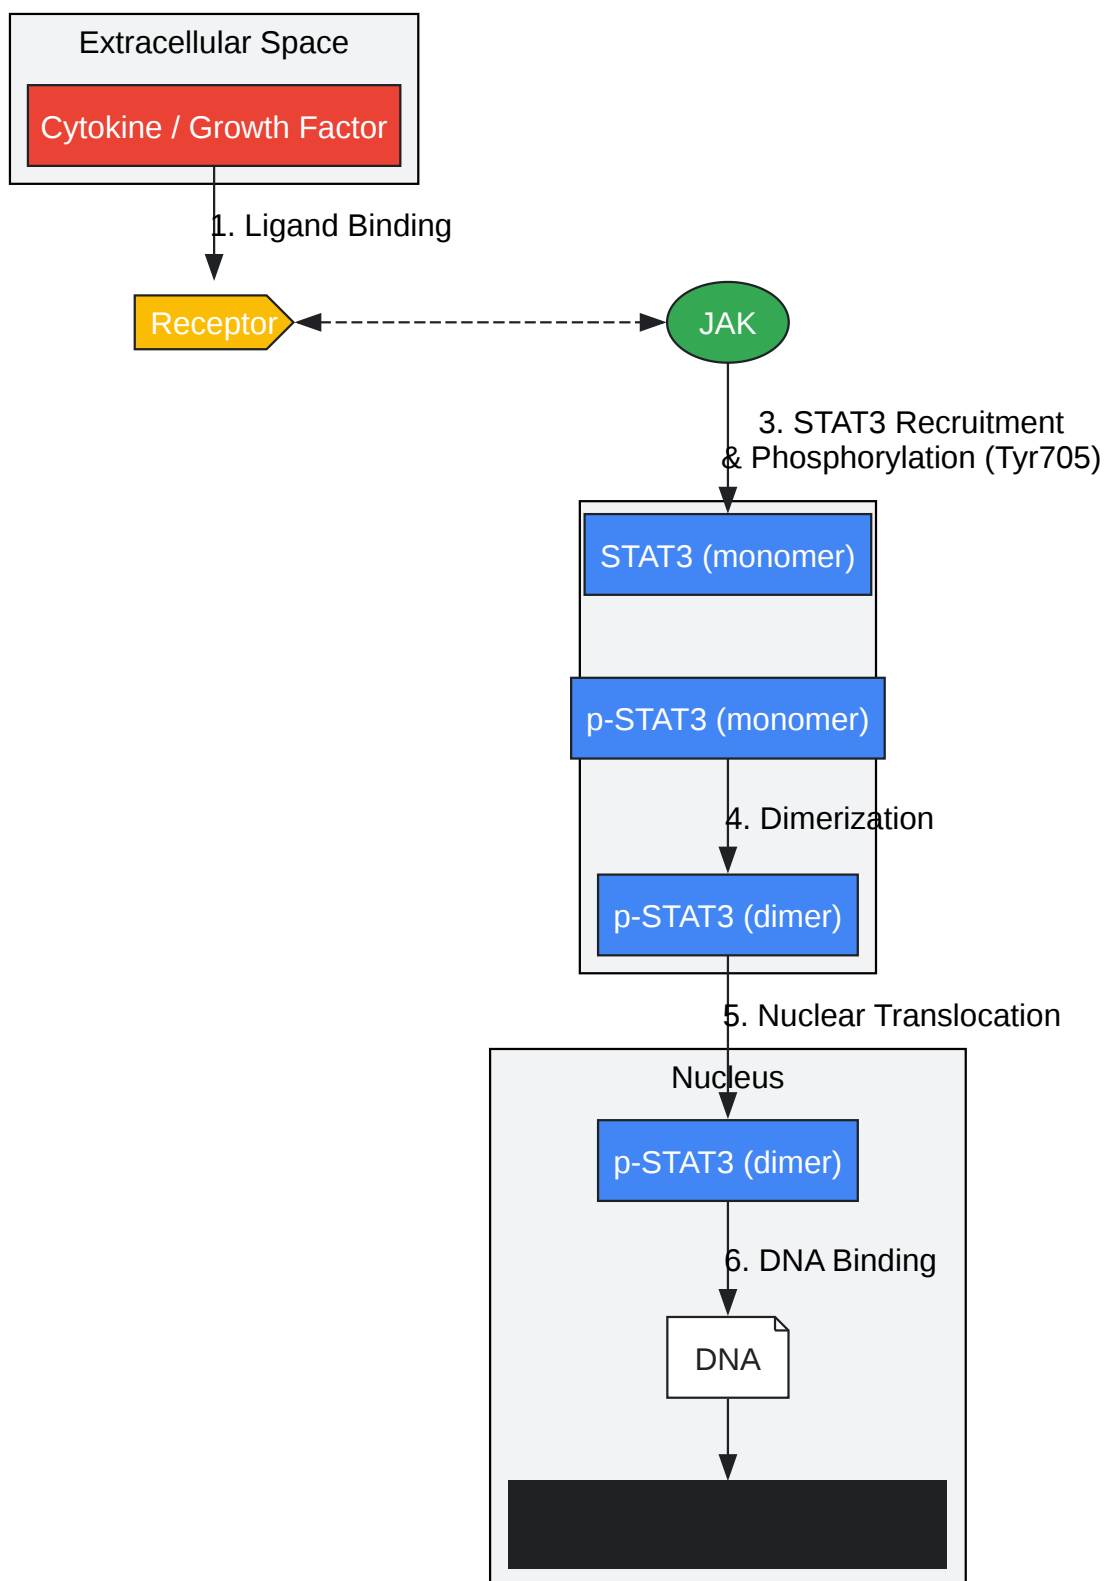 Extracellular Space
Cytokine / Growth Factor
1. Ligand Binding
Receptor
JAK
3. STAT3 Recruitment
& Phosphorylation (Tyr705)
STAT3 (monomer)
p-STAT3 (monomer)
4. Dimerization
p-STAT3 (dimer)
5. Nuclear Translocation
Nucleus
p-STAT3 (dimer)
6. DNA Binding
DNA